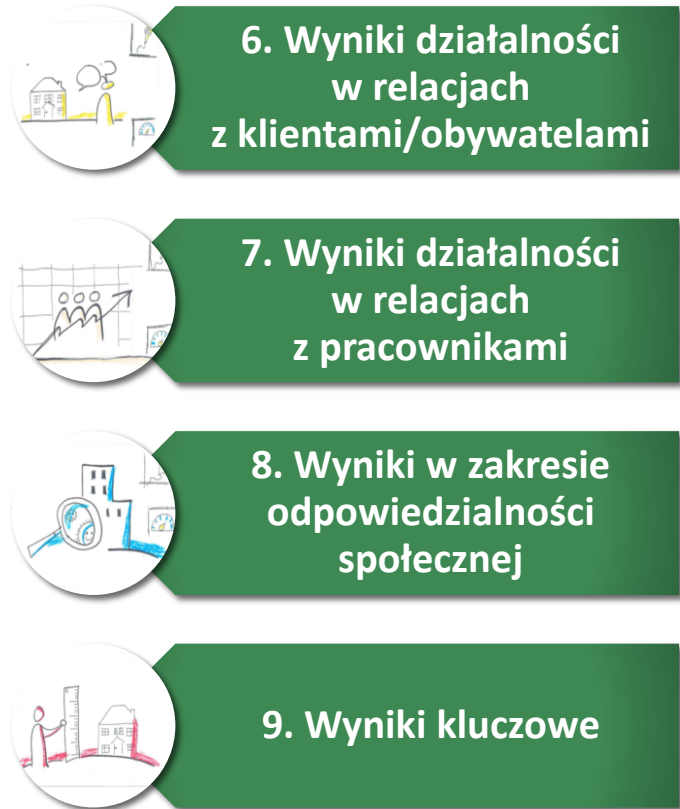 6. Wyniki działalności
w relacjach
z klientami/obywatelami
7. Wyniki działalności
w relacjach
z pracownikami
8. Wyniki w zakresie
odpowiedzialności
społecznej
9. Wyniki kluczowe